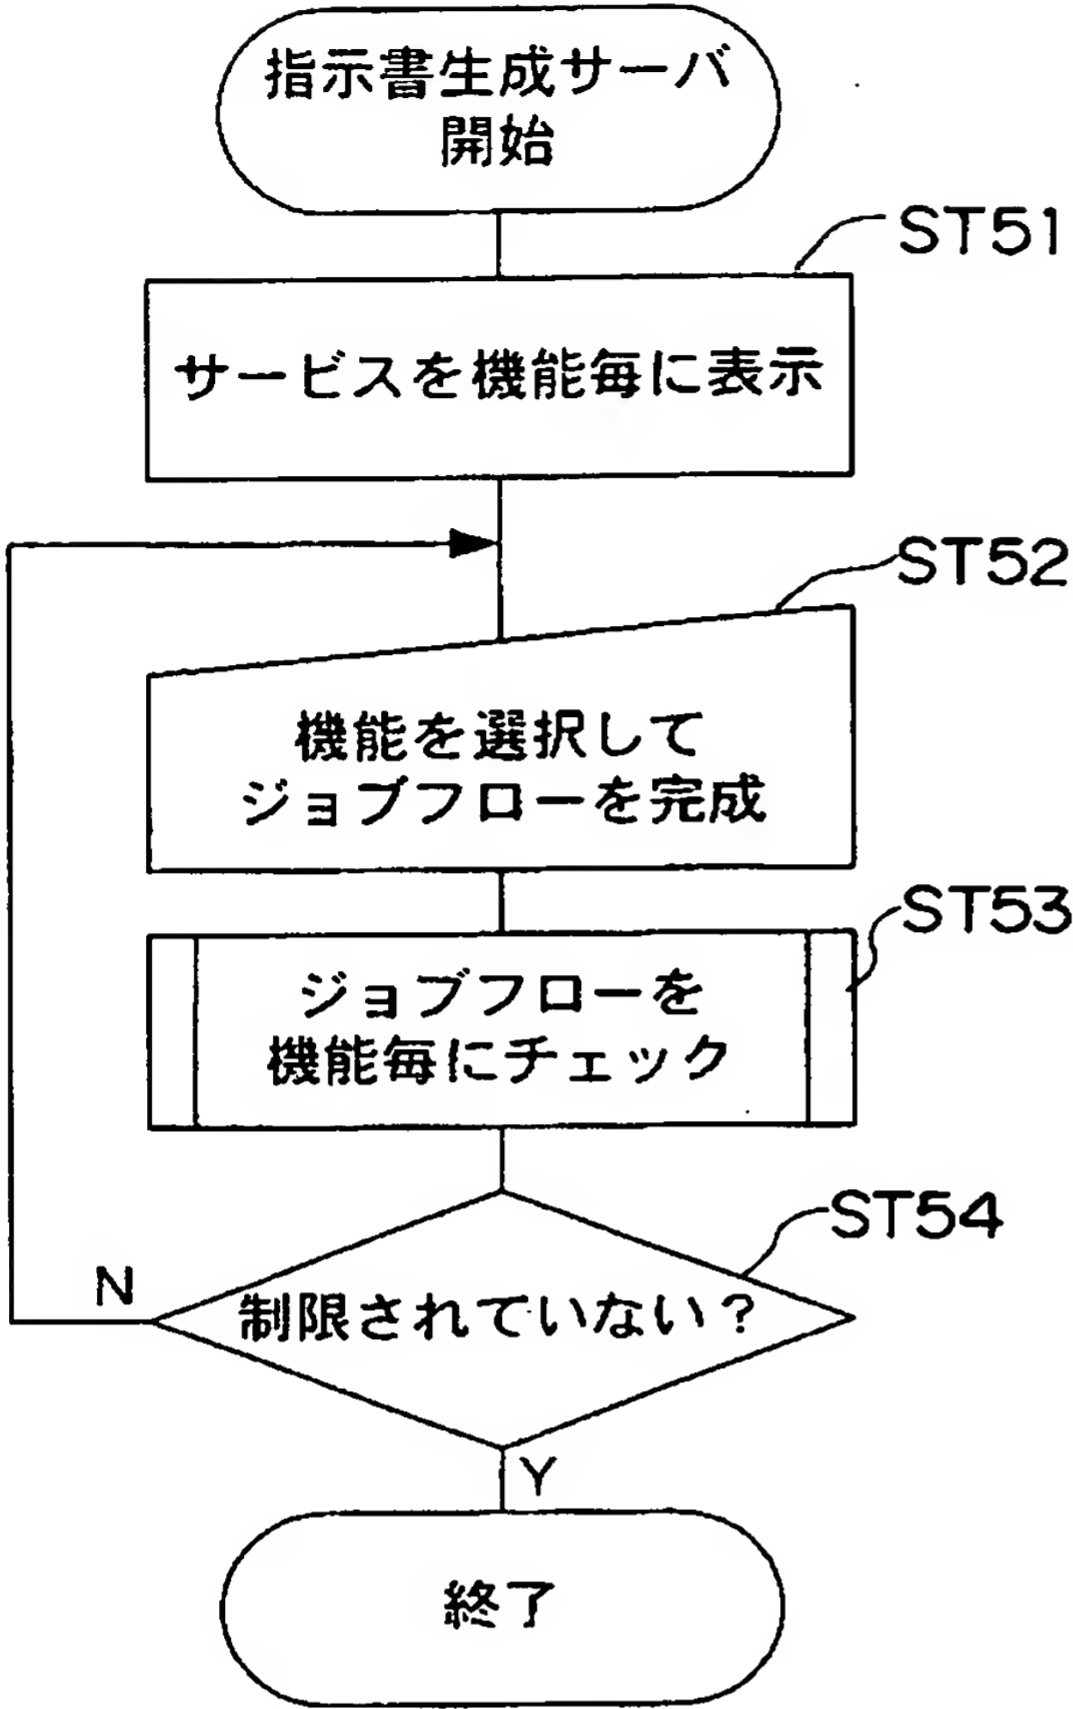 指示書生成サーバ
開始
ST51
サービスを機能毎に表示
ST52
機能を選択して
ジョブフローを完成
ST53
ジョブフローを
機能毎にチェック
ST54
N
制限されていない？
Y
終了